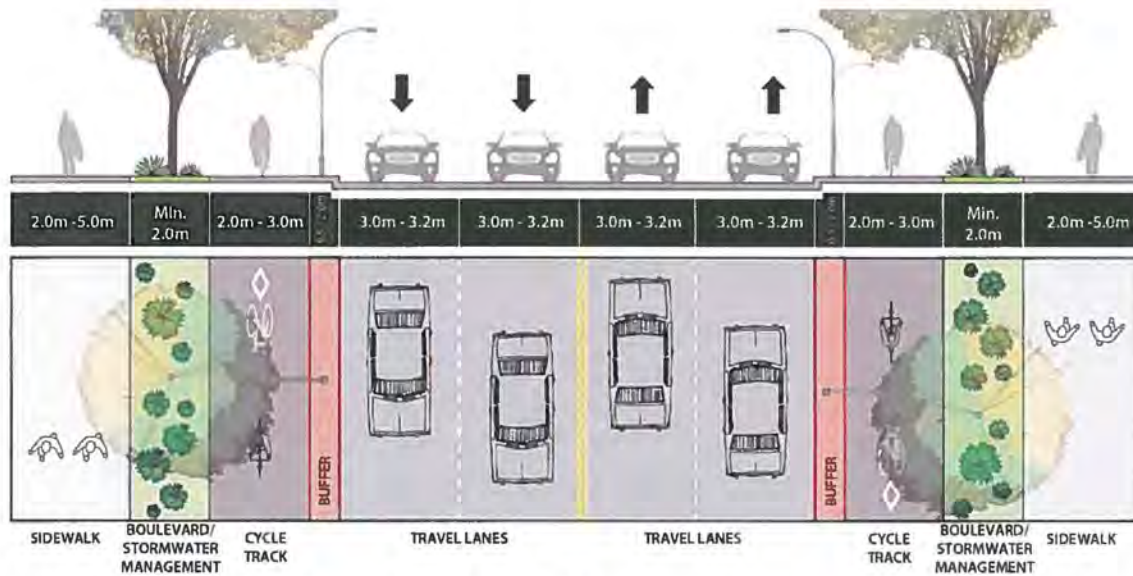 2.0m -5.0m
Min.
2.0m
2.0m - 3.0m
3.0m - 3.2m
3.0m - 3.2m
3.0m - 3.2m
3.0m - 3.2m
2.0m - 3.0m
Min.
2.0m
2.0m-5.0m
BUFFER
BUFFER
SIDEWALK
BOULEVARD/
STORMWATER
MANAGEMENT
CYCLE
TRACK
TRAVEL LANES
TRAVEL LANES
CYCLE
TRACK
BOULEVARD/
STORMWATER
MANAGEMENT
SIDEWALK